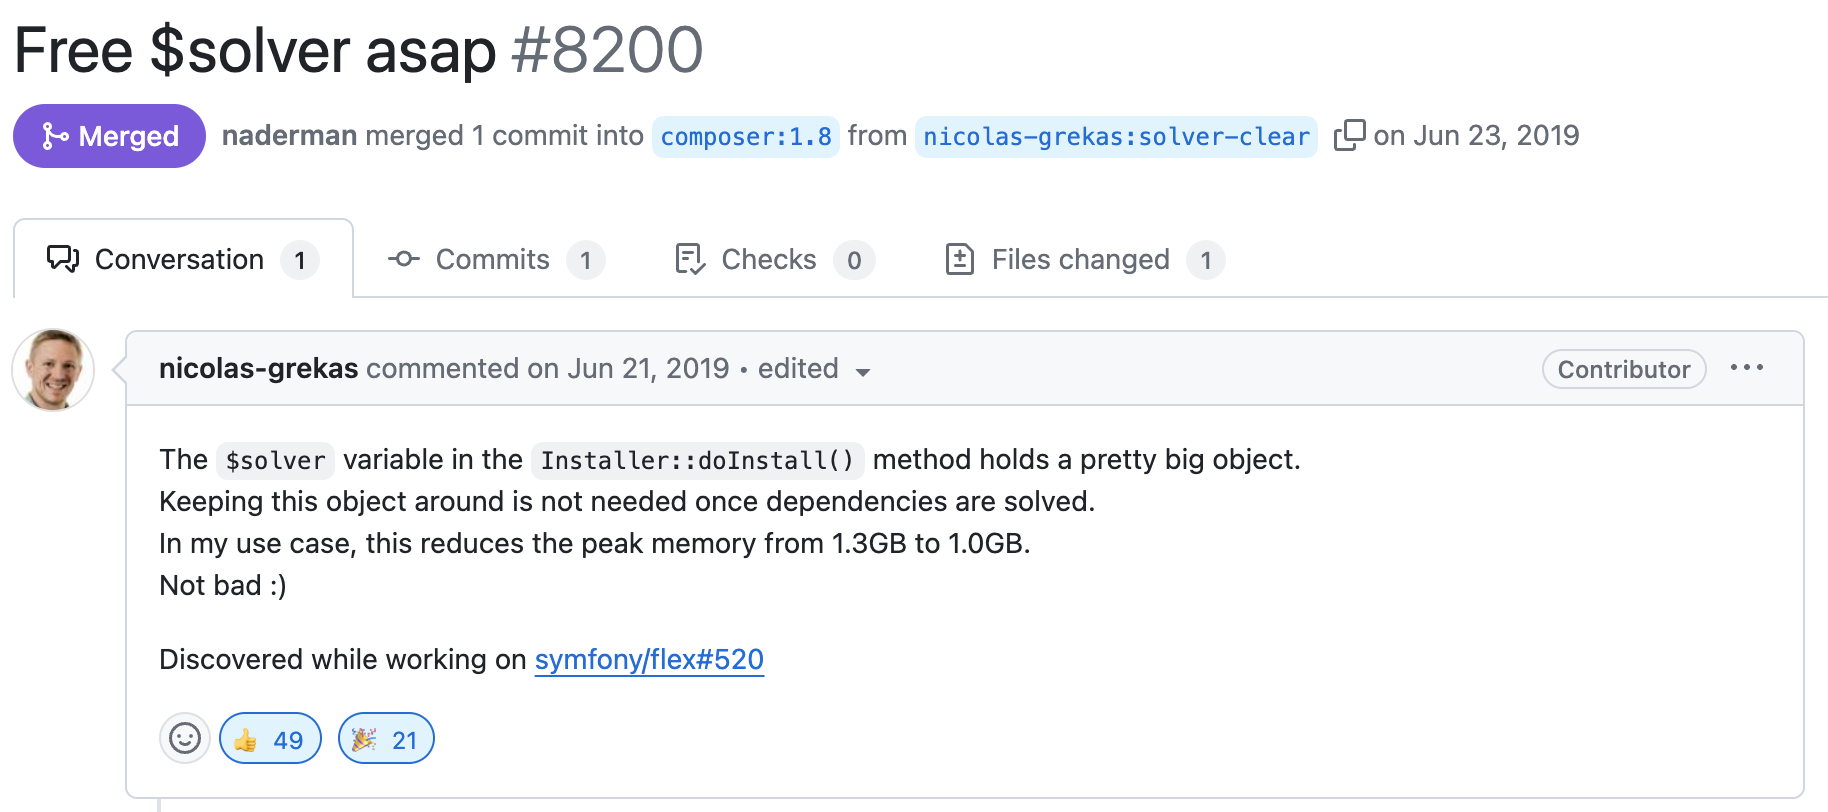 Free $solver asap #8200
Merged naderman merged 1 commit into composer:1.8 from nicolas-grekas:solver-clear on Jun 23, 2019
Conversation 1 Commits 1 Checks 0 Files changed 1
nicolas-grekas commented on Jun 21, 2019 • edited Contributor
The $solver variable in the Installer::doInstall() method holds a pretty big object.
Keeping this object around is not needed once dependencies are solved.
In my use case, this reduces the peak memory from 1.3GB to 1.0GB.
Not bad :)
Discovered while working on symfony/flex#520
👍 49 🎉 21